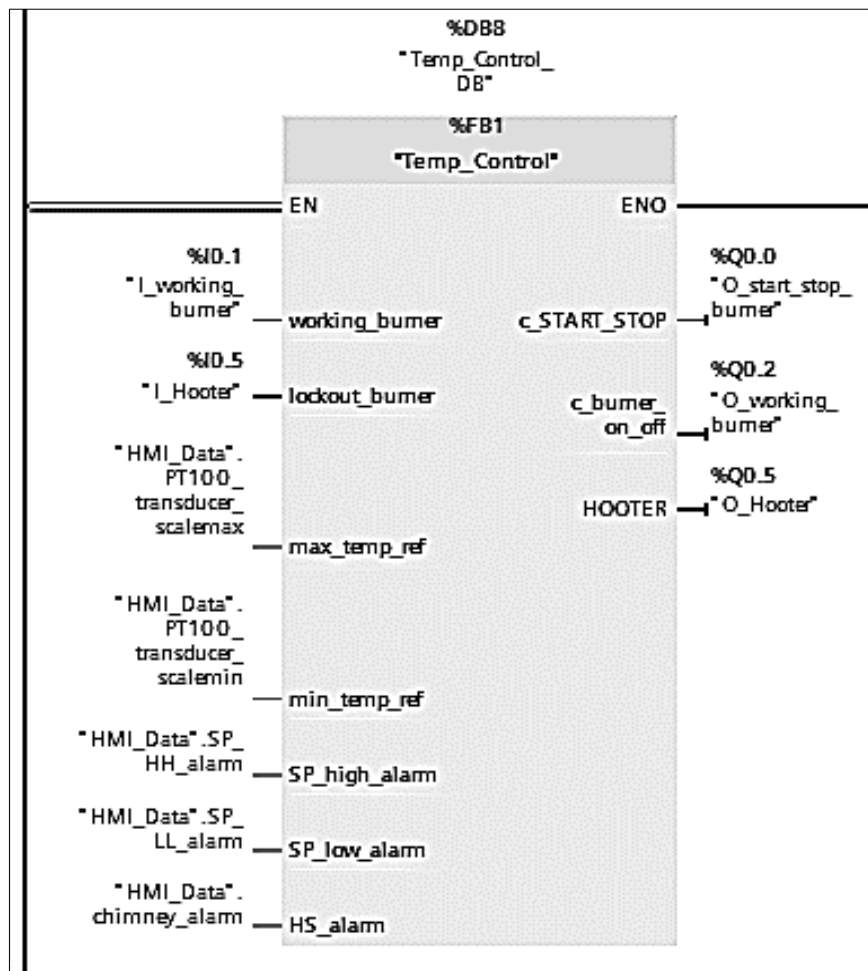 %DB8
"Temp_Control_
DB"
%FB1
"Temp_Control"
EN ENO
%I0.1
"I_working_
burner"
working_burner
%Q0.0
"O_start_stop_
burner"
c_START_STOP
%I0.5
"I_Hooter"
lockout_burner
%Q0.2
"O_working_
burner"
c_burner_
on_off
"HMI_Data".
PT100_
transducer_
scalemax
max_temp_ref
%Q0.5
"O_Hooter"
HOOTER
"HMI_Data".
PT100_
transducer_
scalemin
min_temp_ref
"HMI_Data".SP_
HH_alarm
SP_high_alarm
"HMI_Data".SP_
LL_alarm
SP_low_alarm
"HMI_Data".
chimney_alarm
HS_alarm